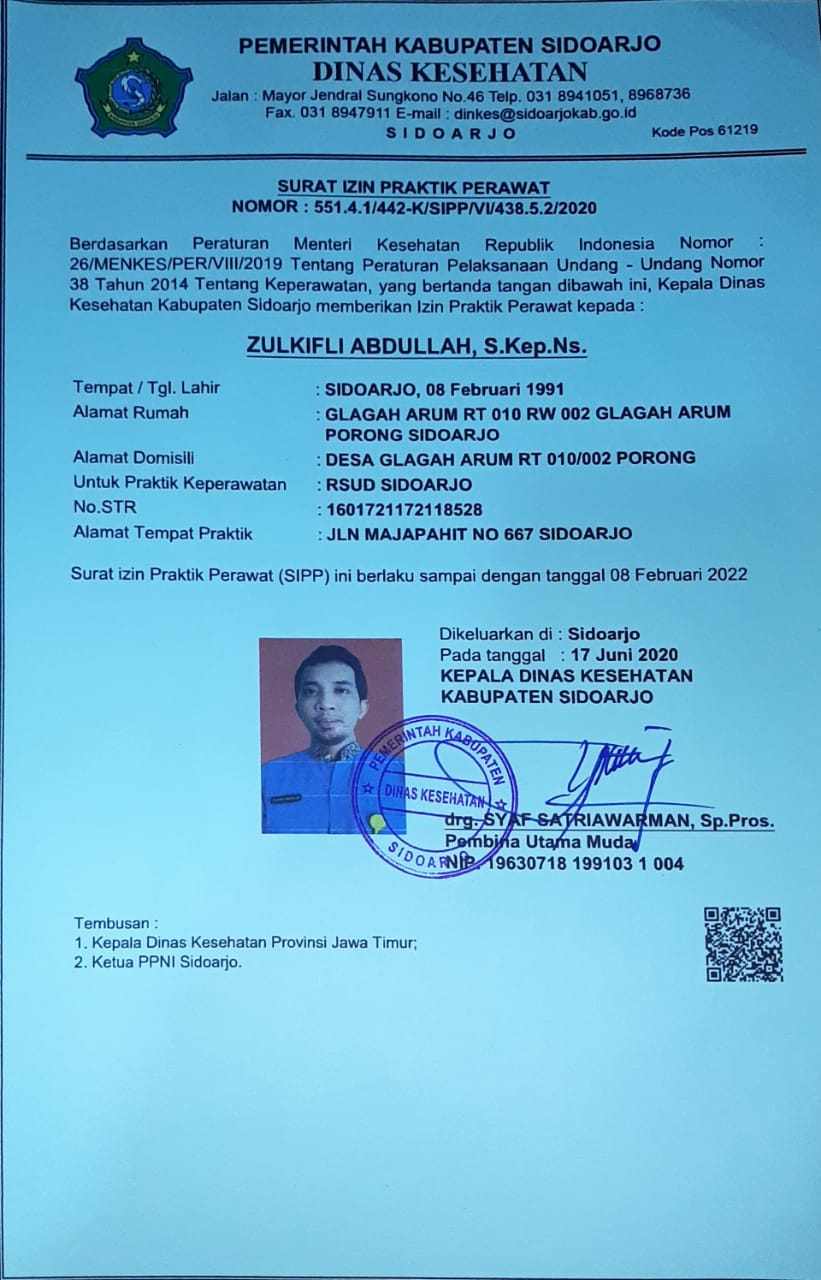 PEMERINTAH KABUPATEN SIDOARJO
DINAS KESEHATAN
Jalan : Mayor Jendral Sungkono No.46 Telp. 031 8941051, 8968736
Fax. 031 8947911 E-mail : dinkes@sidoarjokab.go.id
S I D O A R J O
Kode Pos 61219
SURAT IZIN PRAKTIK PERAWAT
NOMOR : 551.4.1/442-K/SIPP/VI/438.5.2/2020
Berdasarkan Peraturan Menteri Kesehatan Republik Indonesia Nomor :
26/MENKES/PER/VIII/2019 Tentang Peraturan Pelaksanaan Undang - Undang Nomor
38 Tahun 2014 Tentang Keperawatan, yang bertanda tangan dibawah ini, Kepala Dinas
Kesehatan Kabupaten Sidoarjo memberikan Izin Praktik Perawat kepada :
ZULKIFLI ABDULLAH, S.Kep.Ns.
Tempat / Tgl. Lahir : SIDOARJO, 08 Februari 1991
Alamat Rumah : GLAGAH ARUM RT 010 RW 002 GLAGAH ARUM
PORONG SIDOARJO
Alamat Domisili : DESA GLAGAH ARUM RT 010/002 PORONG
Untuk Praktik Keperawatan : RSUD SIDOARJO
No.STR : 1601721172118528
Alamat Tempat Praktik : JLN MAJAPAHIT NO 667 SIDOARJO
Surat izin Praktik Perawat (SIPP) ini berlaku sampai dengan tanggal 08 Februari 2022
Dikeluarkan di : Sidoarjo
Pada tanggal : 17 Juni 2020
KEPALA DINAS KESEHATAN
KABUPATEN SIDOARJO
PEMERINTAH KABUPATEN
DINAS KESEHATAN
SIDOARJO
drg. SYAF SATRIAWARMAN, Sp.Pros.
Pembina Utama Muda
NIP. 19630718 199103 1 004
Tembusan :
1. Kepala Dinas Kesehatan Provinsi Jawa Timur;
2. Ketua PPNI Sidoarjo.